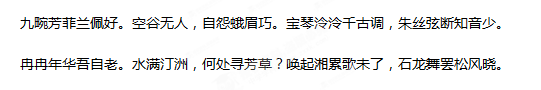 九畹芳菲兰佩好。空谷无人，自怨蛾眉巧。宝琴泠泠千古调，朱丝弦断知音少。
冉冉年华吾自老。水满汀洲，何处寻芳草？唤起湘累歌未了，石龙舞罢松风晓。